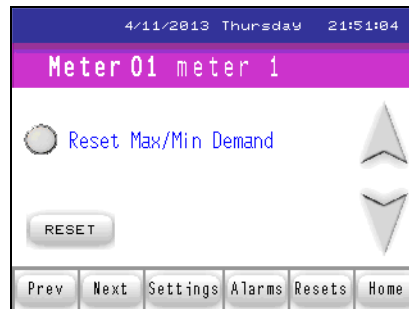 4/11/2013 Thursday 21:51:04
Meter 01 meter 1
Reset Max/Min Demand
RESET
Prev Next Settings Alarms Resets Home